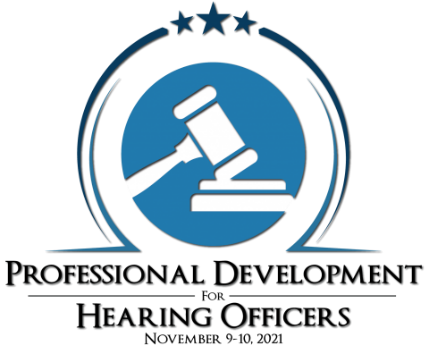 Professional Development
For
Hearing Officers
November 9-10, 2021